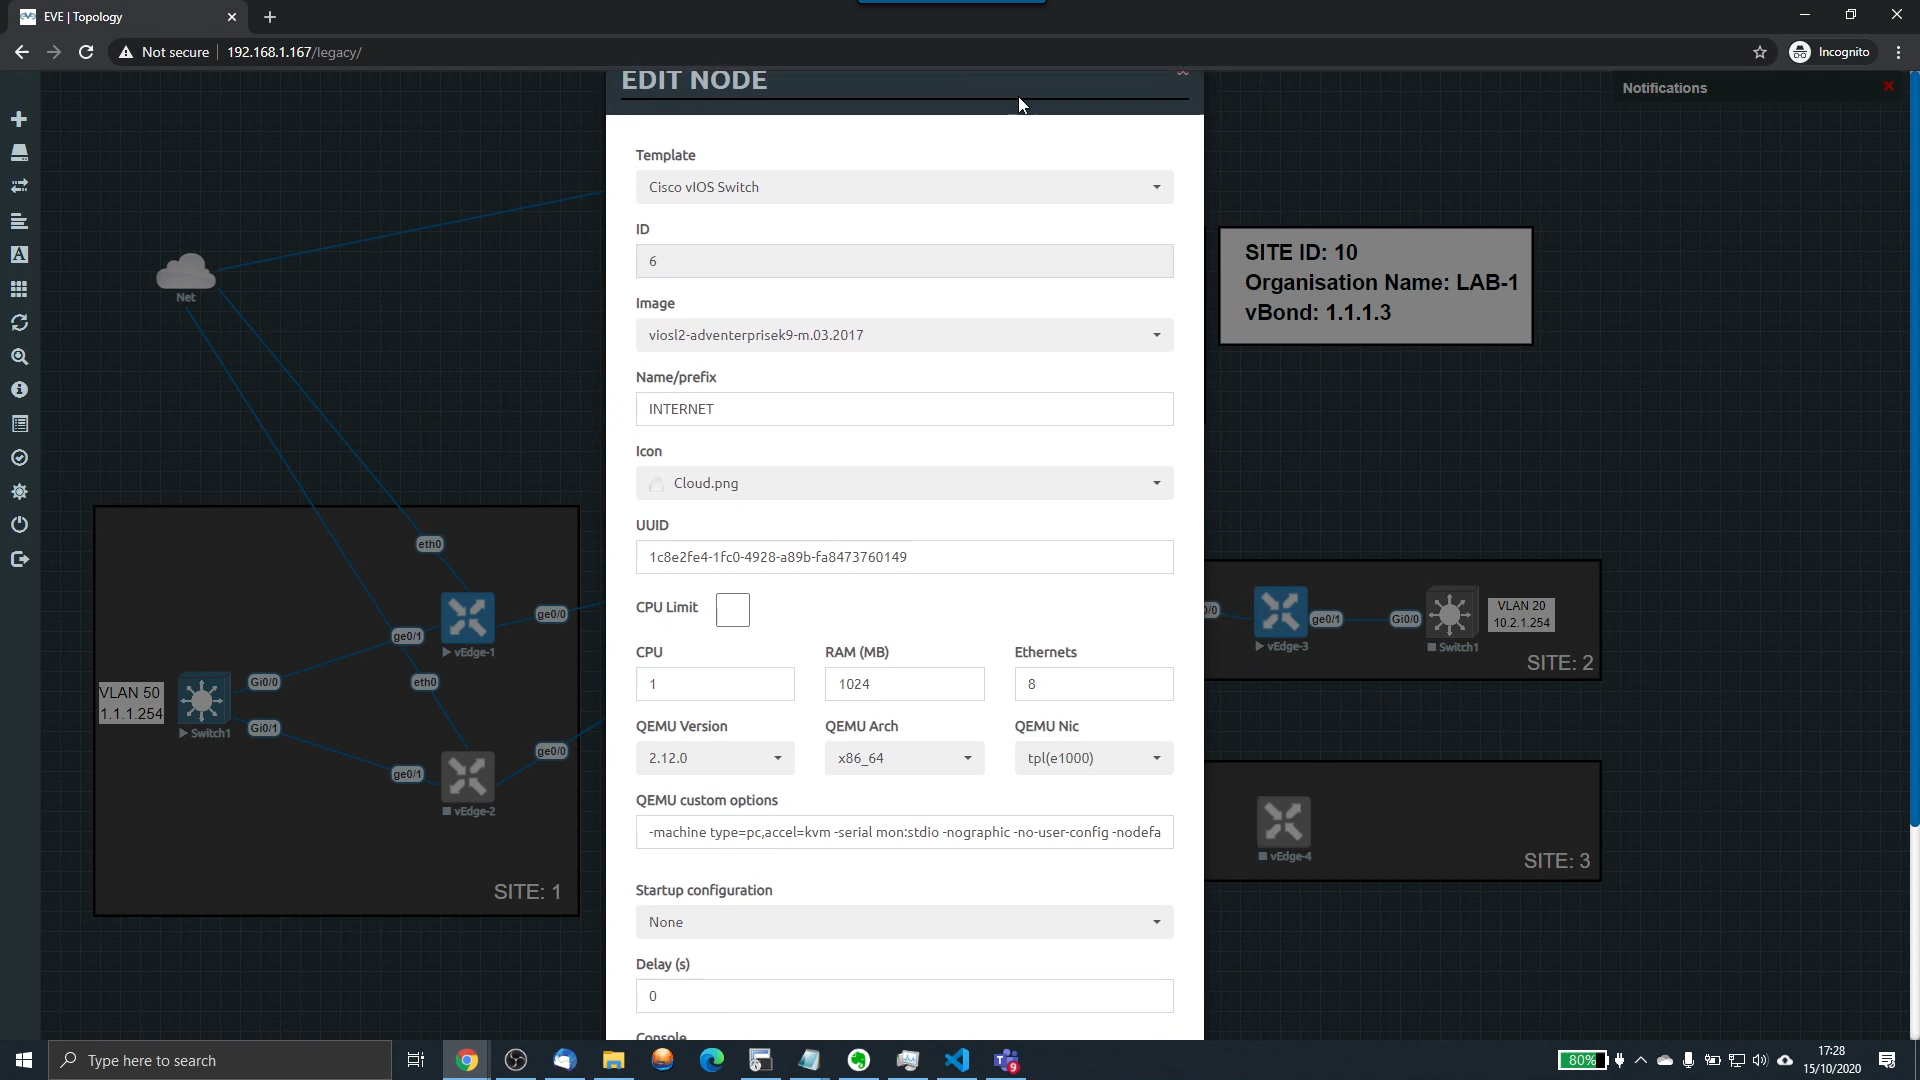 EVE | Topology
Not secure
192.168.1.167/legacy/
Incognito
EDIT NODE
Notifications
Template
Cisco vIOS Switch
ID
6
Image
viosl2-adventerprisek9-m.03.2017
Name/prefix
INTERNET
Icon
Cloud.png
UUID
1c8e2fe4-1fc0-4928-a89b-fa8473760149
CPU Limit
CPU
RAM (MB)
Ethernets
1
1024
8
QEMU Version
QEMU Arch
QEMU Nic
2.12.0
x86_64
tpl(e1000)
QEMU custom options
-machine type=pc,accel=kvm -serial mon:stdio -nographic -no-user-config -nodefa
Startup configuration
None
Delay (s)
0
Console
Net
SITE ID: 10
Organisation Name: LAB-1
vBond: 1.1.1.3
eth0
ge0/0
vEdge-1
ge0/1
eth0
Gi0/0
VLAN 50
1.1.1.254
Switch1
Gi0/1
ge0/0
ge0/1
vEdge-2
SITE: 1
0/0
vEdge-3
ge0/1
Gi0/0
Switch1
VLAN 20
10.2.1.254
SITE: 2
vEdge-4
SITE: 3
Type here to search
9
80%
17:28
15/10/2020